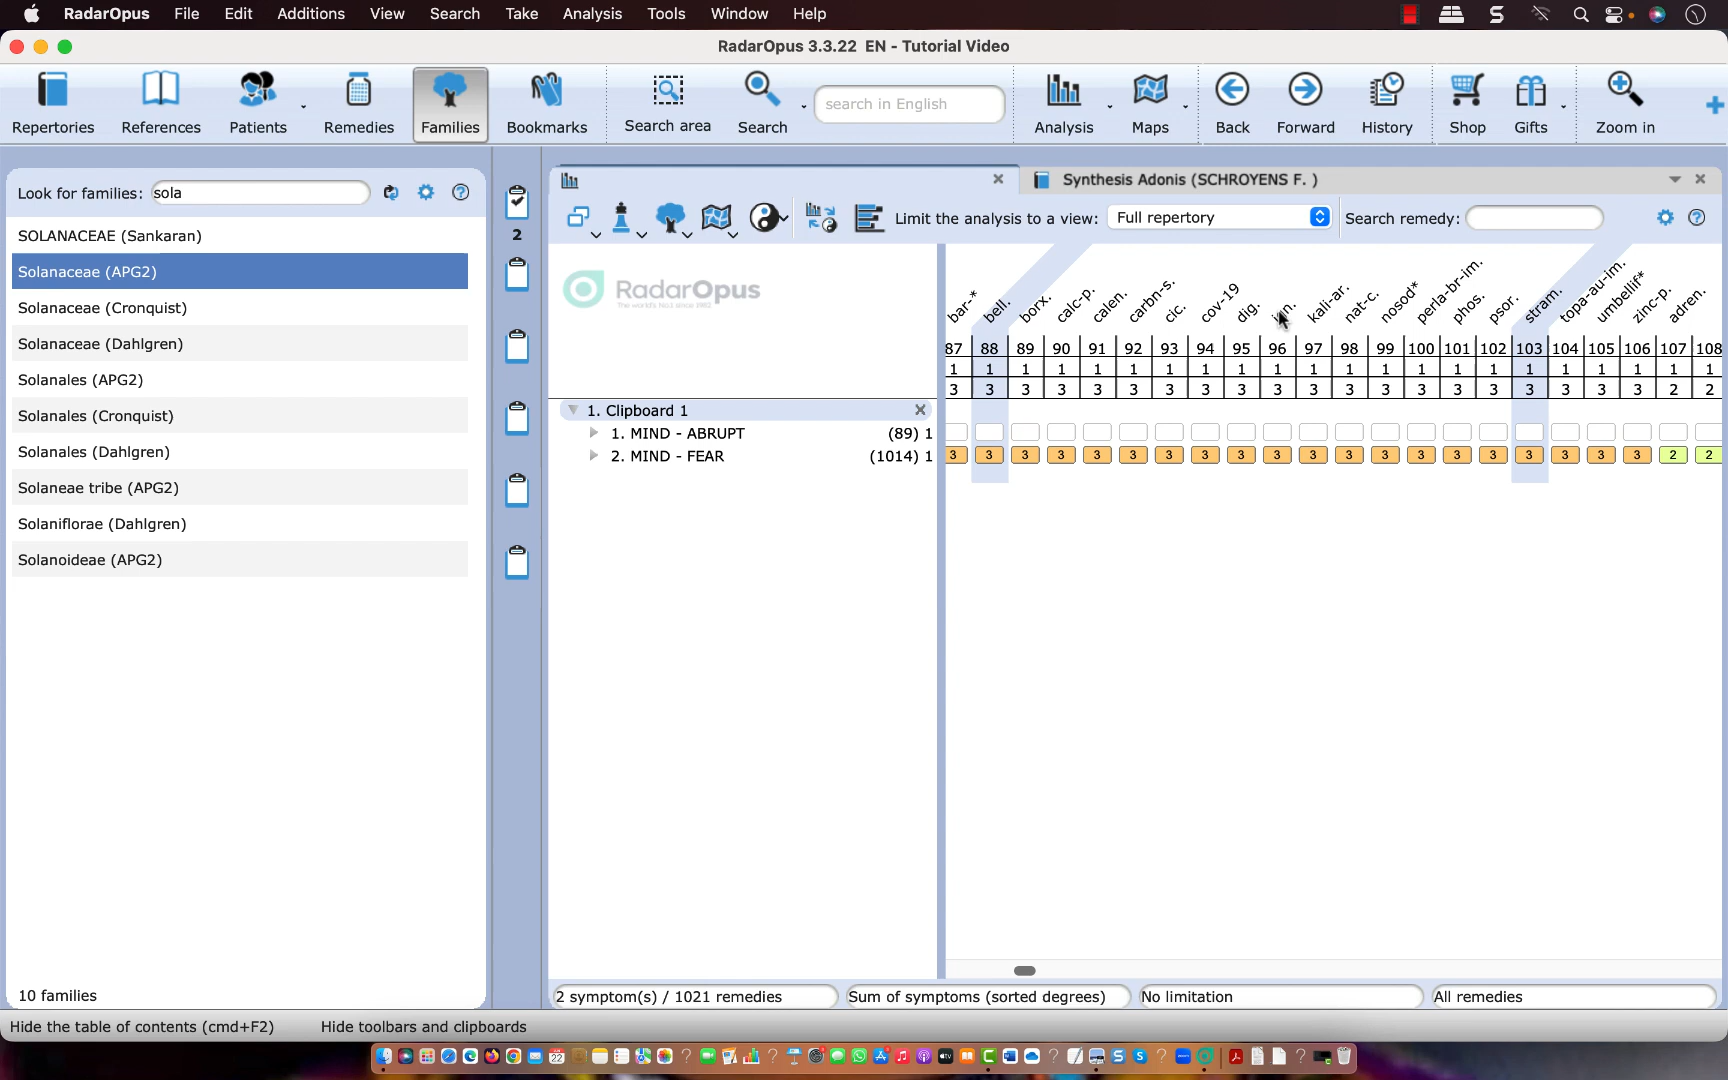 RadarOpus File Edit Additions View Search Take Analysis Tools Window Help
RadarOpus 3.3.22 EN - Tutorial Video
Repertories References Patients Remedies Families Bookmarks Search area Search search in English Analysis Maps Back Forward History Shop Gifts Zoom in
Look for families: sola
Synthesis Adonis (SCHROYENS F. )
2
Limit the analysis to a view: Full repertory Search remedy:
SOLANACEAE (Sankaran)
Solanaceae (APG2)
Solanaceae (Cronquist)
Solanaceae (Dahlgren)
Solanales (APG2)
Solanales (Cronquist)
Solanales (Dahlgren)
Solaneae tribe (APG2)
Solaniflorae (Dahlgren)
Solanoideae (APG2)
10 families
RadarOpus
The world's No.1 since 1982
bar-* bell. borx. calc-p. calen. carbn-s. cic. cov-19 dig. kali-ar. nat-c. nosod* perla-br-im. phos. psor. stram. topa-au-im. umbellif* zinc-p. adren.
87 88 89 90 91 92 93 94 95 96 97 98 99 100 101 102 103 104 105 106 107 108
1 1 1 1 1 1 1 1 1 1 1 1 1 1 1 1 1 1 1 1 1 1
3 3 3 3 3 3 3 3 3 3 3 3 3 3 3 3 3 3 3 3 2 2
1. Clipboard 1
1. MIND - ABRUPT (89) 1
2. MIND - FEAR (1014) 1
3 3 3 3 3 3 3 3 3 3 3 3 3 3 3 3 3 3 3 3 2 2
2 symptom(s) / 1021 remedies Sum of symptoms (sorted degrees) No limitation All remedies
Hide the table of contents (cmd+F2) Hide toolbars and clipboards